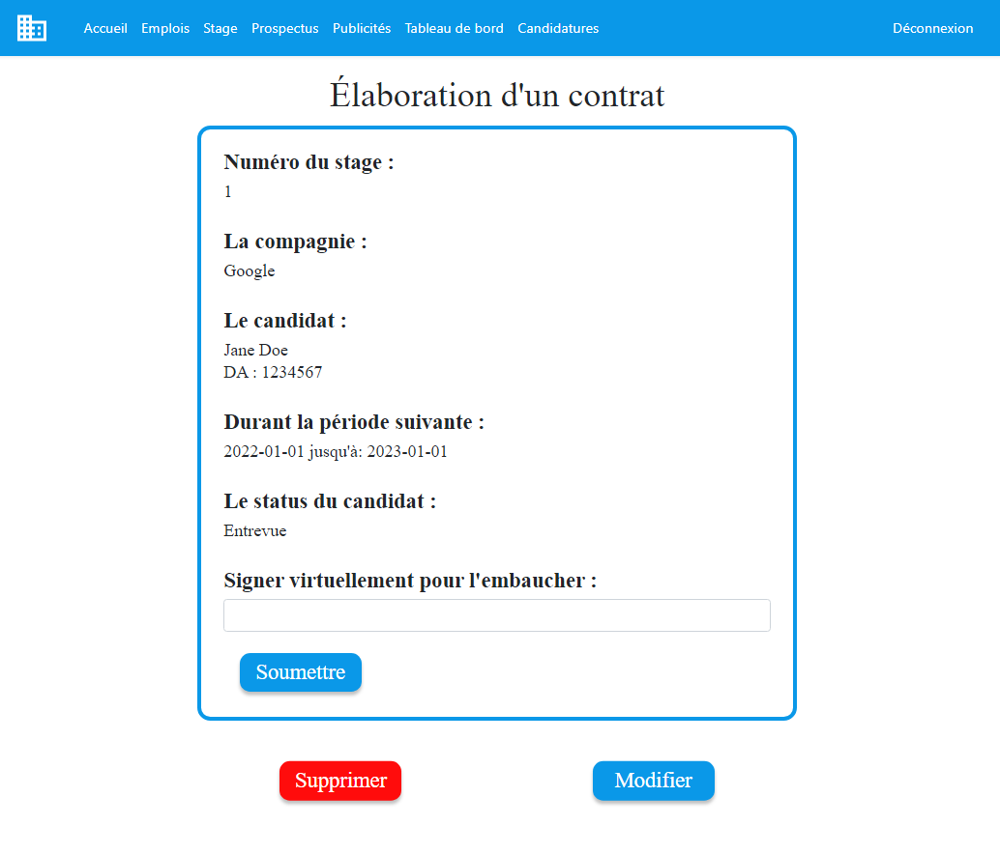 Accueil Emplois Stage Prospectus Publicités Tableau de bord Candidatures Déconnexion
Élaboration d'un contrat
Numéro du stage :
1
La compagnie :
Google
Le candidat :
Jane Doe
DA : 1234567
Durant la période suivante :
2022-01-01 jusqu'à: 2023-01-01
Le status du candidat :
Entrevue
Signer virtuellement pour l'embaucher :
Soumettre
Supprimer Modifier